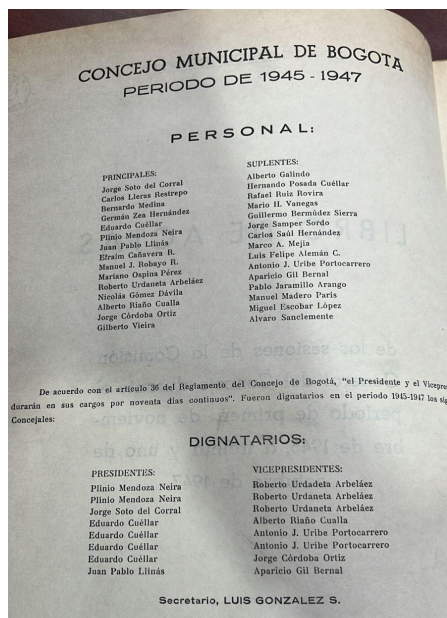 CONCEJO MUNICIPAL DE BOGOTA
PERIODO DE 1945 - 1947
PERSONAL:
PRINCIPALES:
Jorge Soto del Corral
Carlos Lleras Restrepo
Bernardo Medina
Germán Zea Hernández
Eduardo Cuéllar
Plinio Mendoza Neira
Juan Pablo Llinás
Efraim Cañavera R.
Manuel J. Robayo R.
Mariano Ospina Pérez
Roberto Urdaneta Arbeláez
Nicolás Gómez Dávila
Alberto Riaño Cualla
Jorge Córdoba Ortiz
Gilberto Vieira
SUPLENTES:
Alberto Galindo
Hernando Posada Cuéllar
Rafael Ruiz Rovira
Mario H. Vanegas
Guillermo Bermúdez Sierra
Jorge Samper Sordo
Carlos Saúl Hernández
Marco A. Mejía
Luis Felipe Alemán C.
Antonio J. Uribe Portocarrero
Aparicio Gil Bernal
Pablo Jaramillo Arango
Manuel Madero París
Miguel Escobar López
Alvaro Sanclemente
De acuerdo con el artículo 36 del Reglamento del Concejo de Bogotá, "el Presidente y el Vicepres
durarán en sus cargos por noventa días continuos". Fueron dignatarios en el período 1945-1947 los sig
Concejales:
DIGNATARIOS:
PRESIDENTES:
Plinio Mendoza Neira
Plinio Mendoza Neira
Jorge Soto del Corral
Eduardo Cuéllar
Eduardo Cuéllar
Eduardo Cuéllar
Eduardo Cuéllar
Juan Pablo Llinás
VICEPRESIDENTES:
Roberto Urdadeta Arbeláez
Roberto Urdaneta Arbeláez
Roberto Urdaneta Arbeláez
Alberto Riaño Cualla
Antonio J. Uribe Portocarrero
Antonio J. Uribe Portocarrero
Jorge Córdoba Ortiz
Aparicio Gil Bernal
Secretario, LUIS GONZALEZ S.